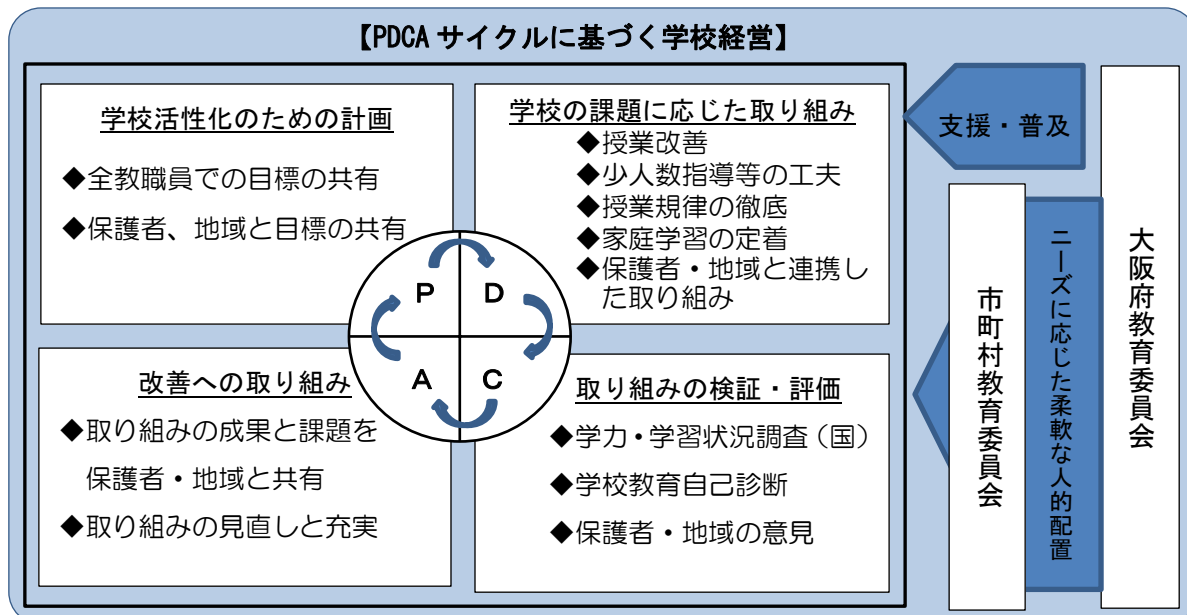 【PDCA サイクルに基づく学校経営】
学校活性化のための計画
◆全教職員での目標の共有
◆保護者、地域と目標の共有
学校の課題に応じた取り組み
◆授業改善
◆少人数指導等の工夫
◆授業規律の徹底
◆家庭学習の定着
◆保護者・地域と連携し
た取り組み
P
D
A
C
改善への取り組み
◆取り組みの成果と課題を
保護者・地域と共有
◆取り組みの見直しと充実
取り組みの検証・評価
◆学力・学習状況調査（国）
◆学校教育自己診断
◆保護者・地域の意見
支援・普及
市町村教育委員会
ニーズに応じた柔軟な人的配置
大阪府教育委員会